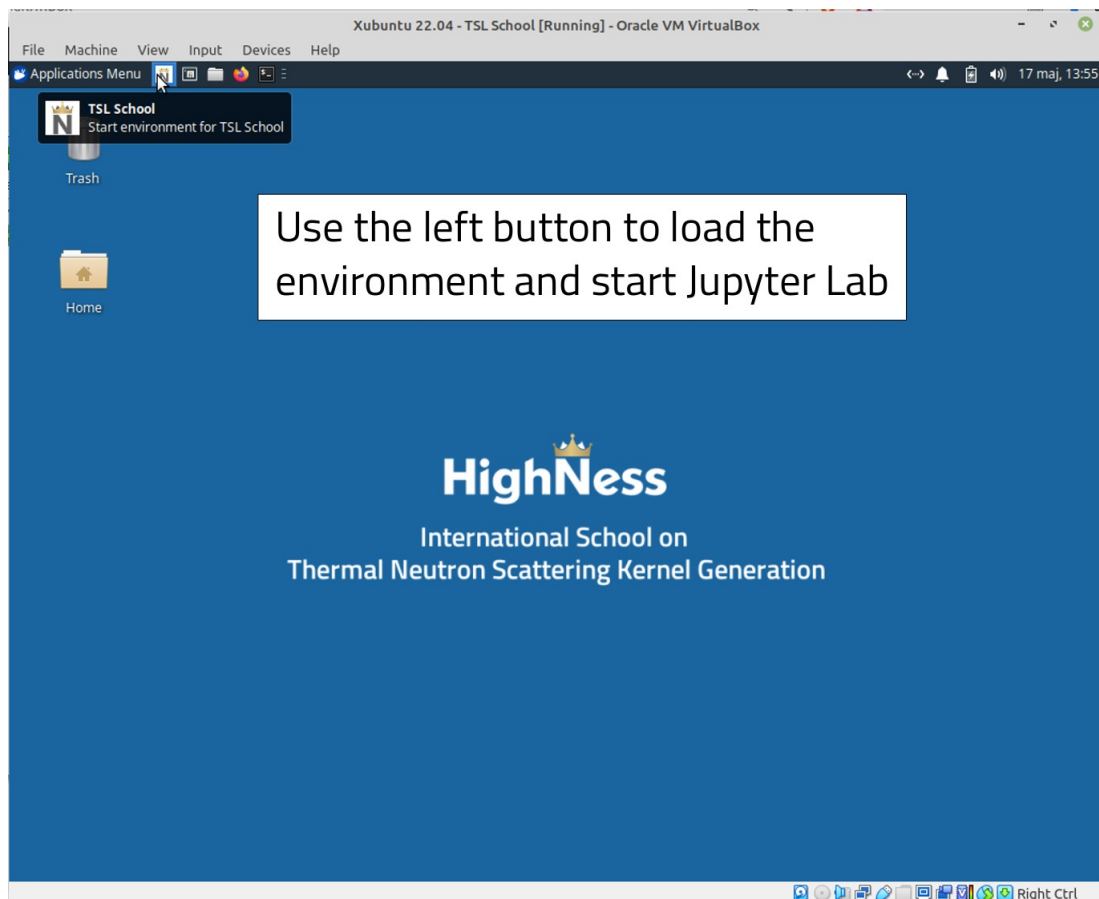 Xubuntu 22.04 - TSL School [Running] - Oracle VM VirtualBox
File Machine View Input Devices Help
Applications Menu
17 maj, 13:55
N
TSL School
Start environment for TSL School
Trash
Use the left button to load the
environment and start Jupyter Lab
Home
HighNess
International School on
Thermal Neutron Scattering Kernel Generation
Right Ctrl